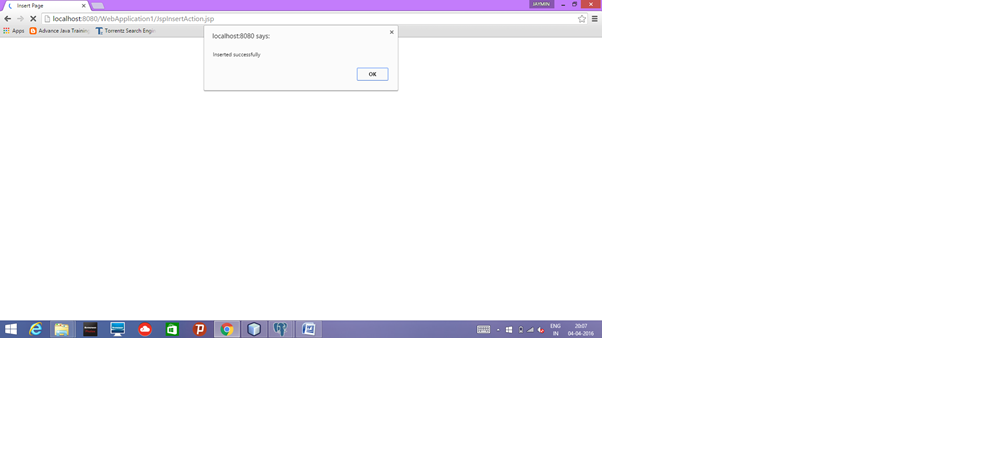 Insert Page
JAYMIN
localhost:8080/WebApplication1/JspInsertAction.jsp
Apps
Advance Java Training
Torrentz Search Engin
localhost:8080 says:
Inserted successfully
OK
ENG
IN
20:07
04-04-2016